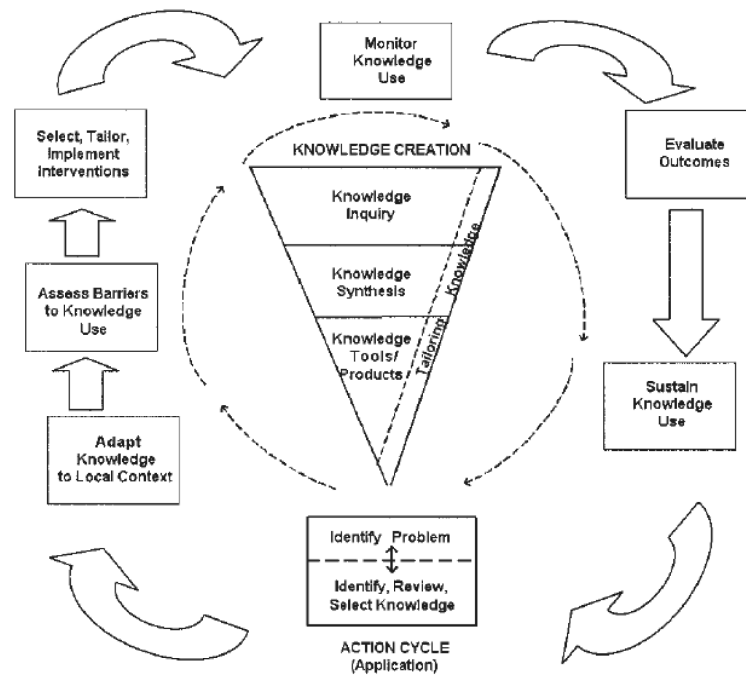 Monitor
Knowledge
Use
Select, Tailor,
Implement
Interventions
Evaluate
Outcomes
KNOWLEDGE CREATION
Knowledge
Inquiry
Knowledge
Synthesis
Knowledge
Tools/
Products
Tailoring Knowledge
Assess Barriers
to Knowledge
Use
Sustain
Knowledge
Use
Adapt
Knowledge
to Local Context
Identify Problem
Identify, Review,
Select Knowledge
ACTION CYCLE
(Application)